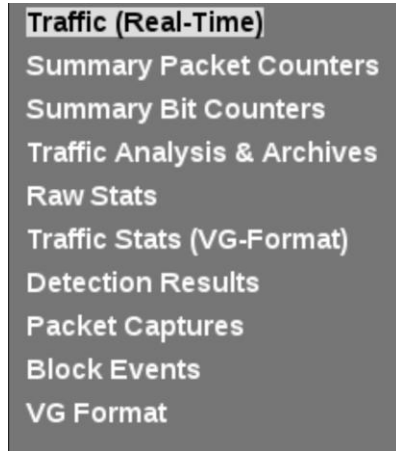 Traffic (Real-Time)
Summary Packet Counters
Summary Bit Counters
Traffic Analysis & Archives
Raw Stats
Traffic Stats (VG-Format)
Detection Results
Packet Captures
Block Events
VG Format